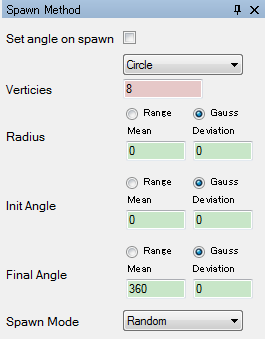 Spawn Method
Set angle on spawn
Circle
Verticies 8
Range Gauss
Radius
Mean Deviation
0 0
Range Gauss
Init Angle
Mean Deviation
0 0
Range Gauss
Final Angle
Mean Deviation
360 0
Spawn Mode Random